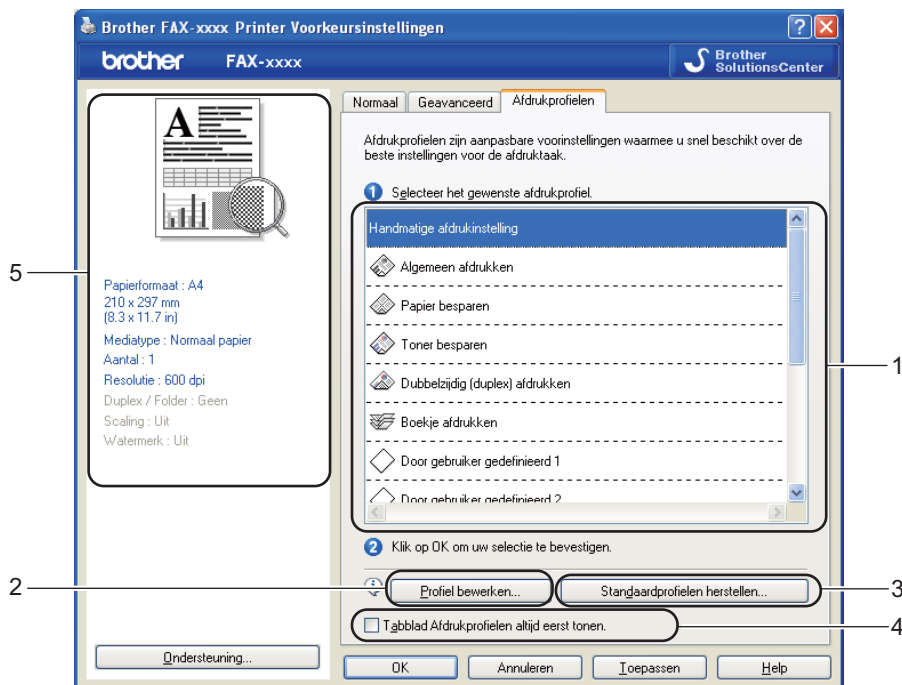 Brother FAX-xxxx Printer Voorkeursinstellingen
brother FAX-xxxx
Brother
SolutionsCenter
A
Papierformaat : A4
210 x 297 mm
(8.3 x 11.7 in)
Mediatype : Normaal papier
Aantal : 1
Resolutie : 600 dpi
Duplex / Folder : Geen
Scaling : Uit
Watermerk : Uit
Ondersteuning...
Normaal Geavanceerd Afdrukprofielen
Afdrukprofielen zijn aanpasbare voorinstellingen waarmee u snel beschikt over de
beste instellingen voor de afdruktaak.
1 Selecteer het gewenste afdrukprofiel.
Handmatige afdrukinstelling
Algemeen afdrukken
Papier besparen
Toner besparen
Dubbelzijdig (duplex) afdrukken
Boekje afdrukken
Door gebruiker gedefinieerd 1
Door gebruiker gedefinieerd 2
2 Klik op OK om uw selectie te bevestigen.
Profiel bewerken... Standaardprofielen herstellen...
Tabblad Afdrukprofielen altijd eerst tonen.
OK Annuleren Toepassen Help
5
1
2
3
4